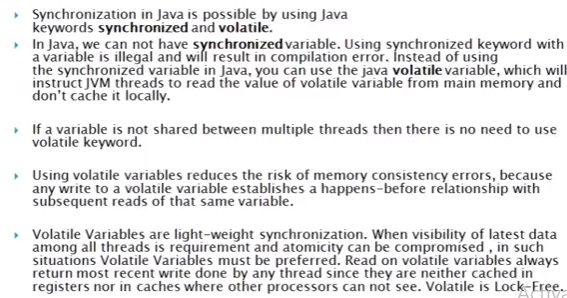 Synchronization in Java is possible by using Java
keywords synchronized and volatile.
In Java, we can not have synchronized variable. Using synchronized keyword with
a variable is illegal and will result in compilation error. Instead of using
the synchronized variable in Java, you can use the java volatile variable, which will
instruct JVM threads to read the value of volatile variable from main memory and
don't cache it locally.
If a variable is not shared between multiple threads then there is no need to use
volatile keyword.
Using volatile variables reduces the risk of memory consistency errors, because
any write to a volatile variable establishes a happens-before relationship with
subsequent reads of that same variable.
Volatile Variables are light-weight synchronization. When visibility of latest data
among all threads is requirement and atomicity can be compromised , in such
situations Volatile Variables must be preferred. Read on volatile variables always
return most recent write done by any thread since they are neither cached in
registers nor in caches where other processors can not see. Volatile is Lock-Free.